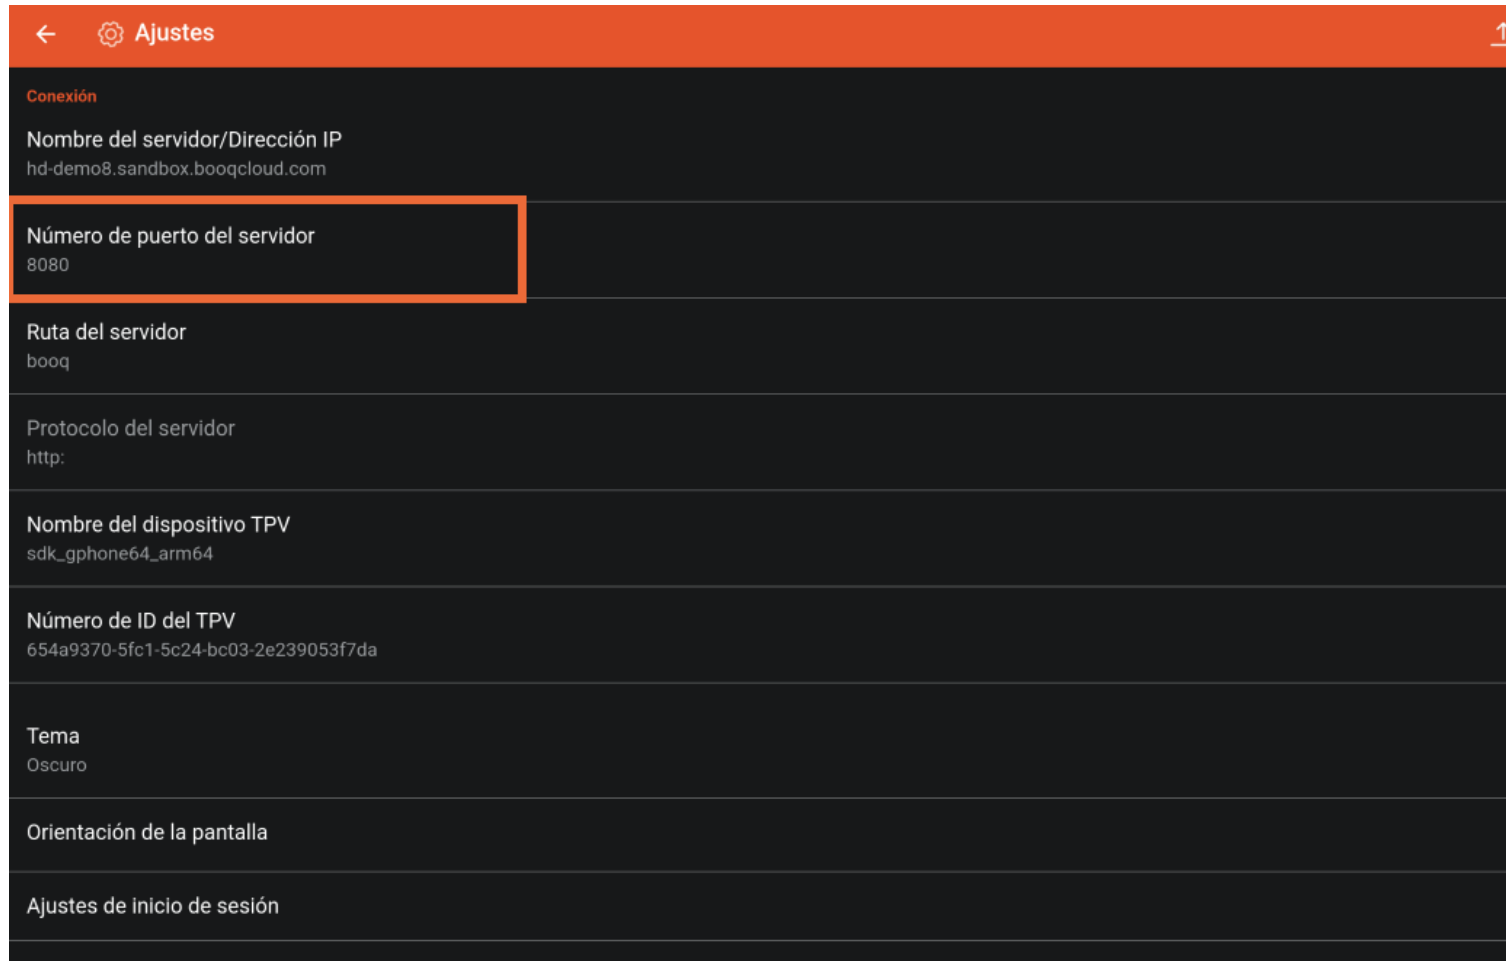 Ajustes
Conexión
Nombre del servidor/Dirección IP
hd-demo8.sandbox.booqcloud.com
Número de puerto del servidor
8080
Ruta del servidor
booq
Protocolo del servidor
http:
Nombre del dispositivo TPV
sdk_gphone64_arm64
Número de ID del TPV
654a9370-5fc1-5c24-bc03-2e239053f7da
Tema
Oscuro
Orientación de la pantalla
Ajustes de inicio de sesión